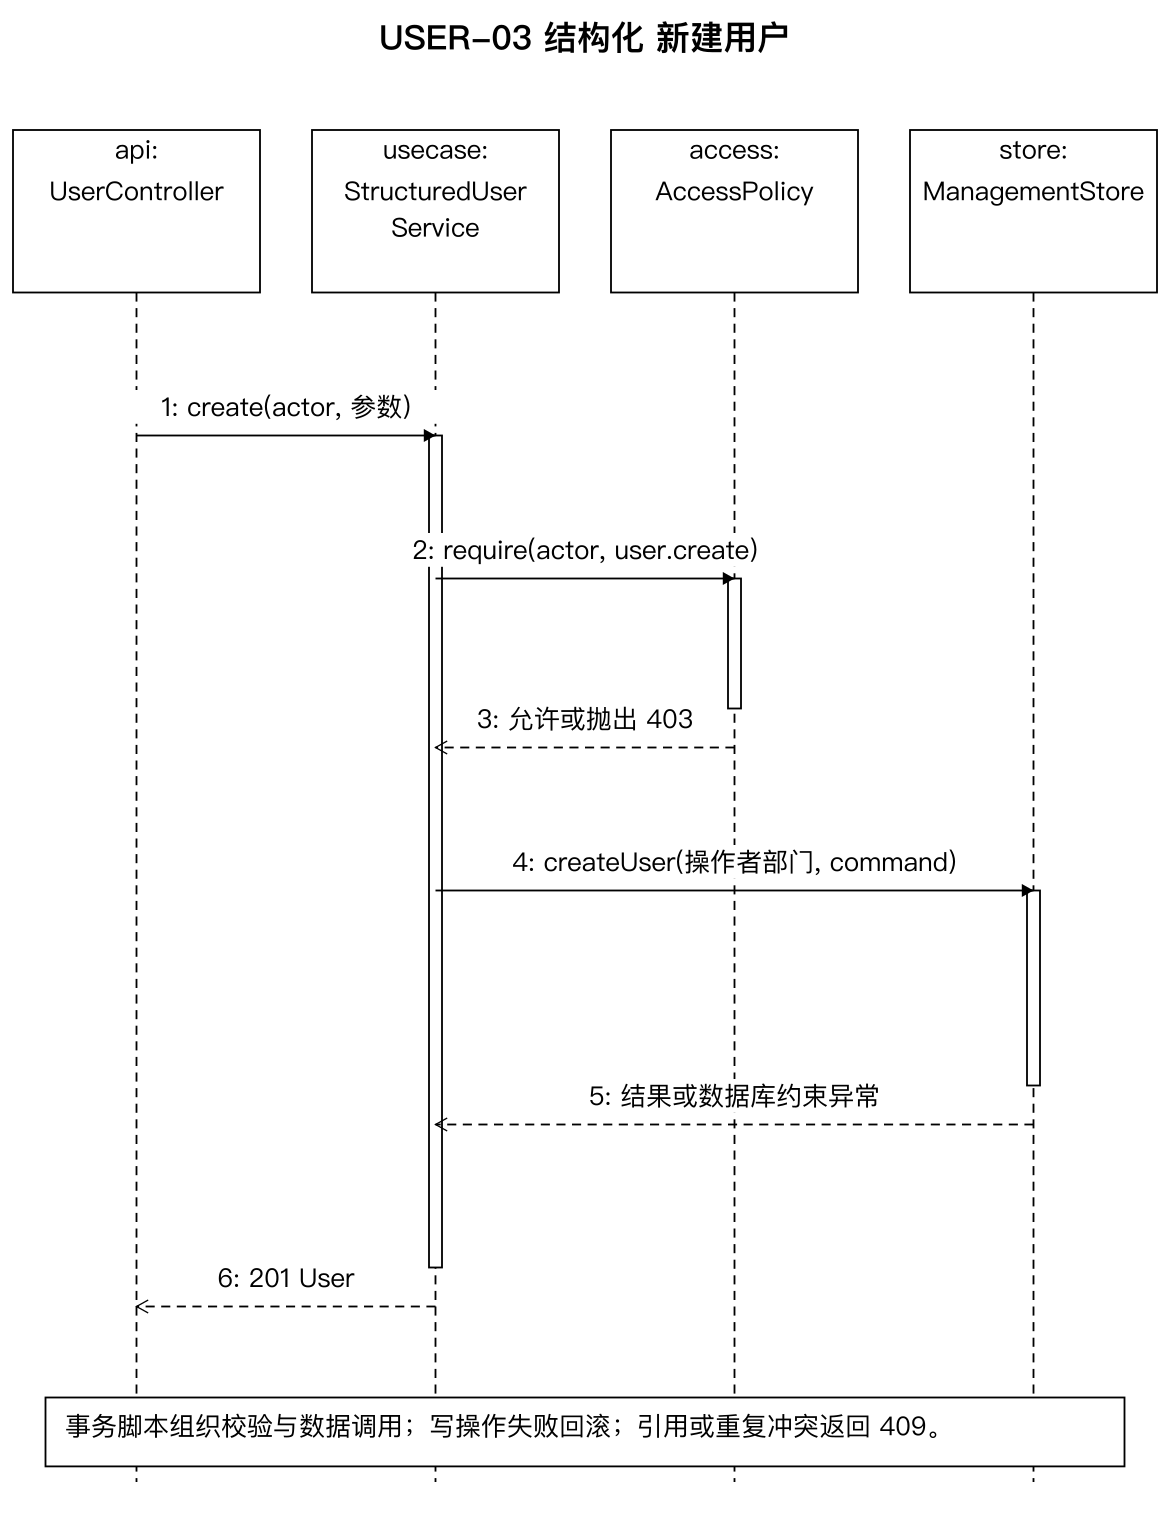 USER-03 结构化 新建用户
api:
UserController
usecase:
StructuredUser
Service
access:
AccessPolicy
store:
ManagementStore
1: create(actor, 参数)
2: require(actor, user.create)
3: 允许或抛出 403
4: createUser(操作者部门, command)
5: 结果或数据库约束异常
6: 201 User
事务脚本组织校验与数据调用；写操作失败回滚；引用或重复冲突返回 409。